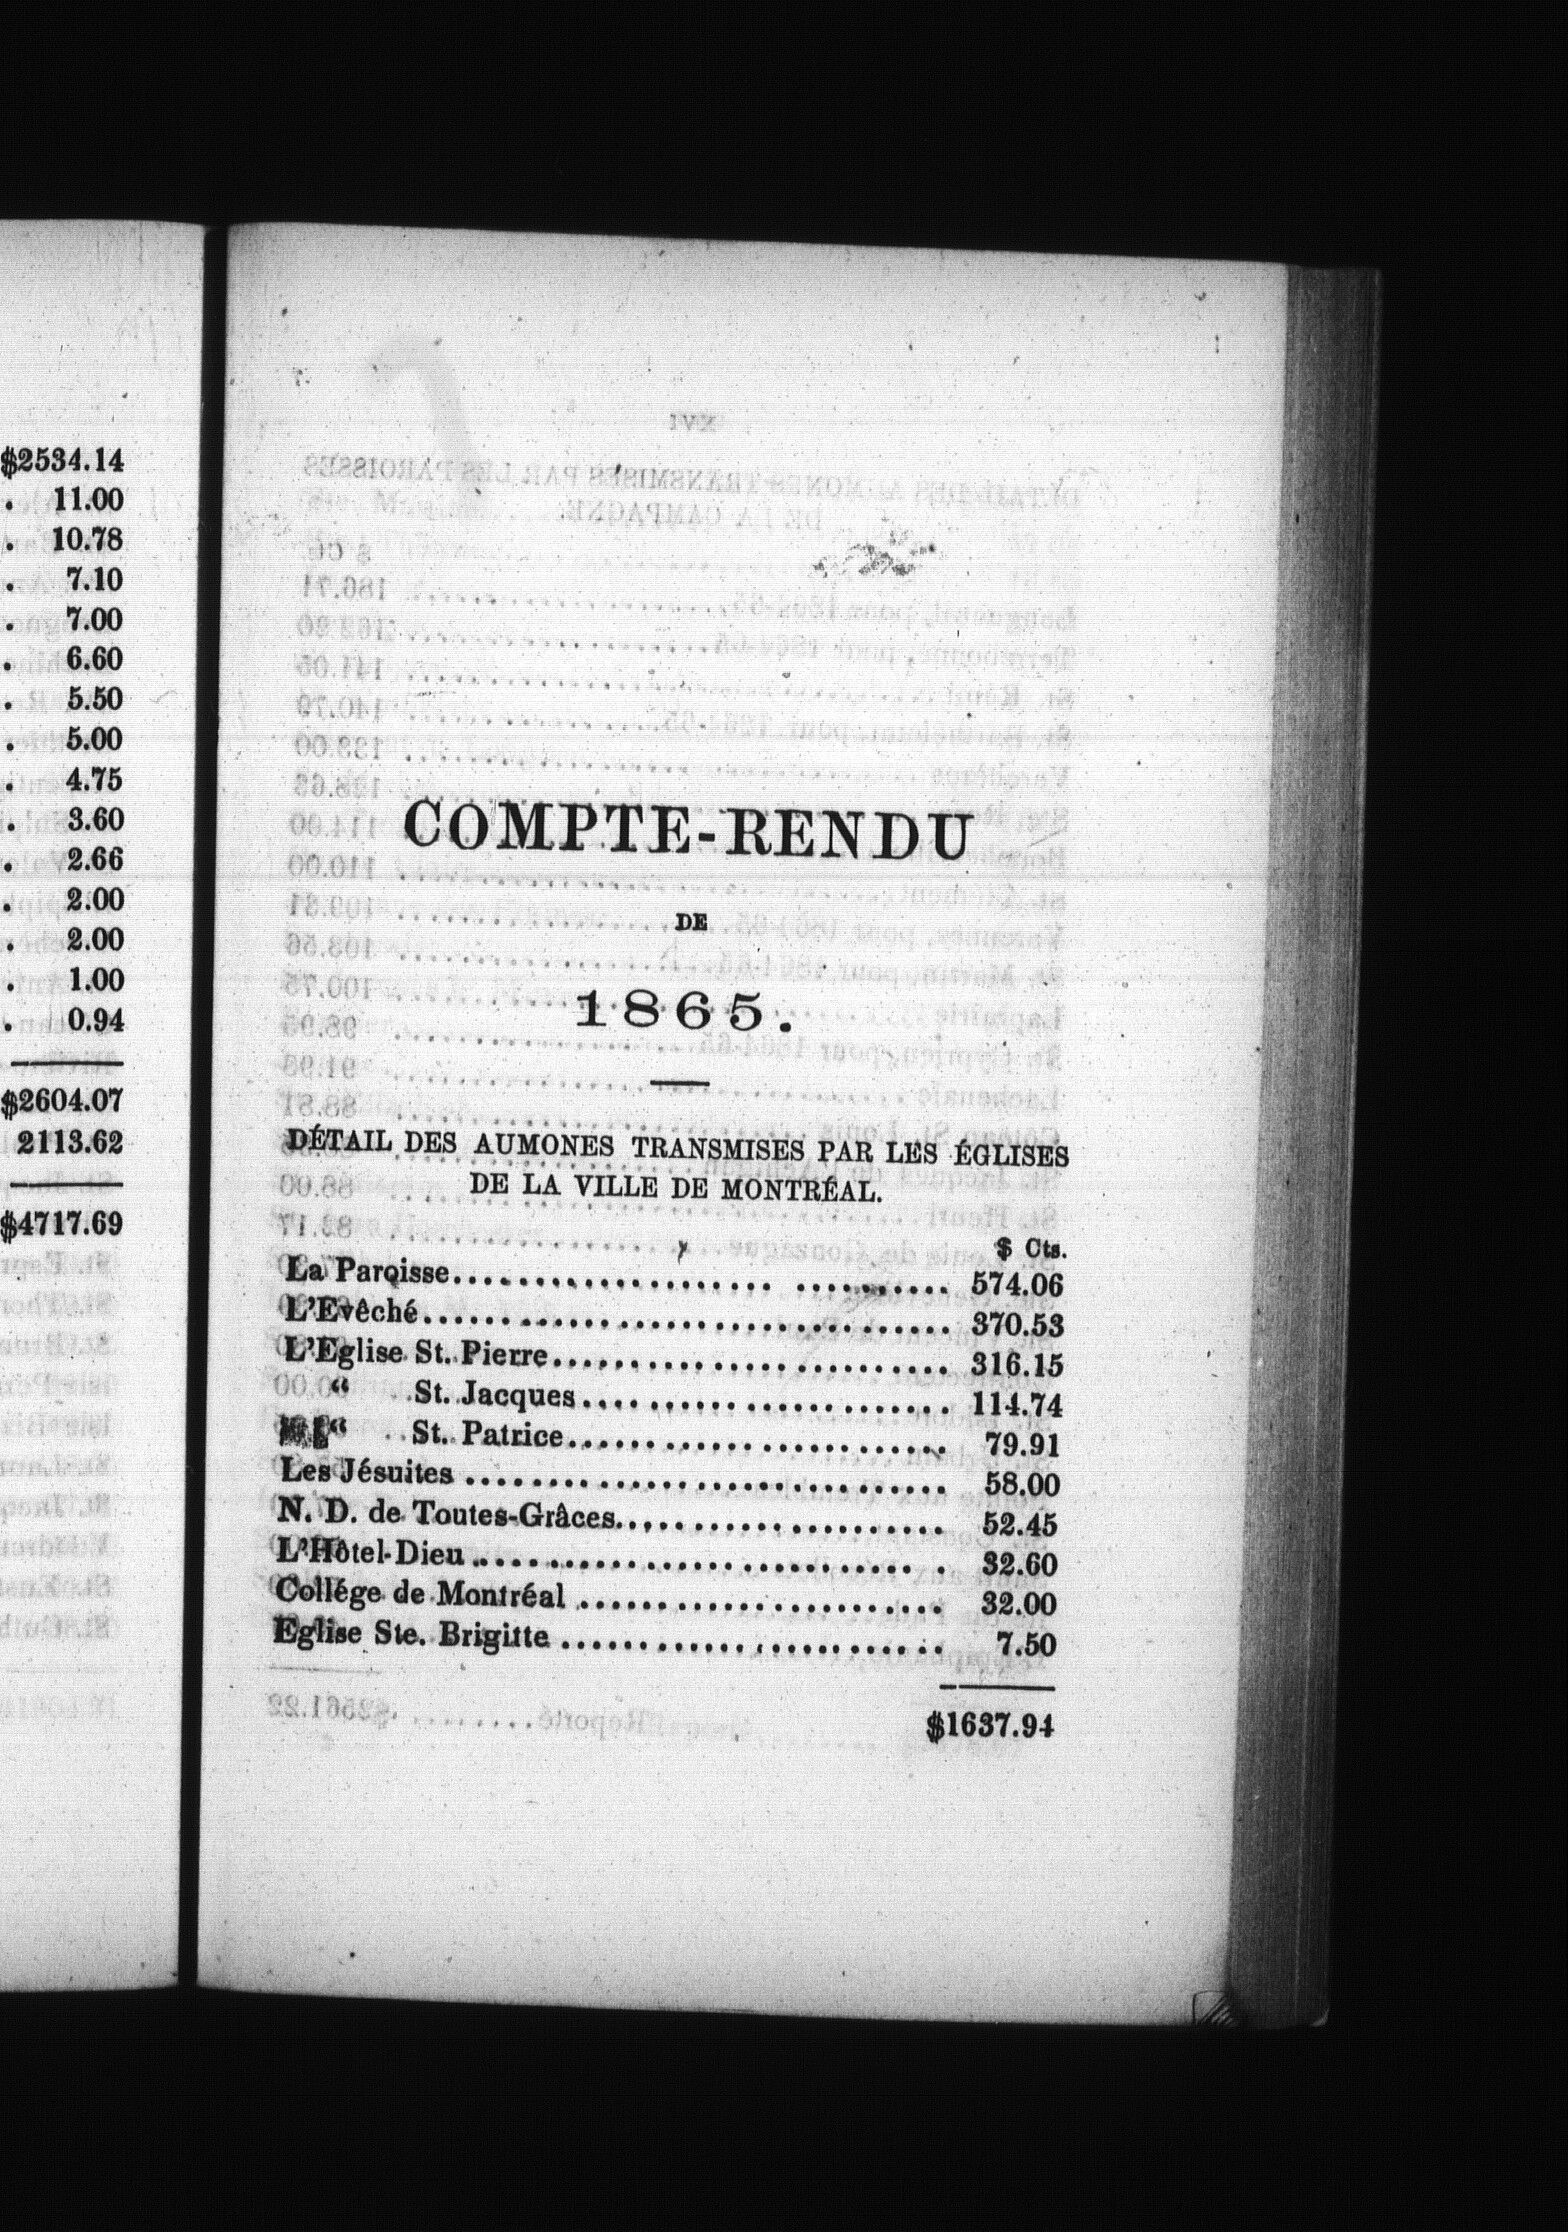 $2534.14
. 11.00
. 10.78
. 7.10
. 7.00
. 6.60
. 5.50
. 5.00
. 4.75
. 3.60
. 2.66
. 2.00
. 2.00
. 1.00
. 0.94
$2604.07
2113.62
$4717.69
COMPTE-RENDU
DE
1865.
DÉTAIL DES AUMONES TRANSMISES PAR LES ÉGLISES
DE LA VILLE DE MONTRÉAL.
$ Cts.
La Paroisse.............................. 574.06
L'Evêché................................. 370.53
L'Eglise St. Pierre......................... 316.15
“ St. Jacques....................... 114.74
“ St. Patrice........................ 79.91
Les Jésuites .............................. 58.00
N. D. de Toutes-Grâces..................... 52.45
L'Hôtel-Dieu .............................. 32.60
Collége de Montréal ....................... 32.00
Eglise Ste. Brigitte ........................ 7.50
$1637.94